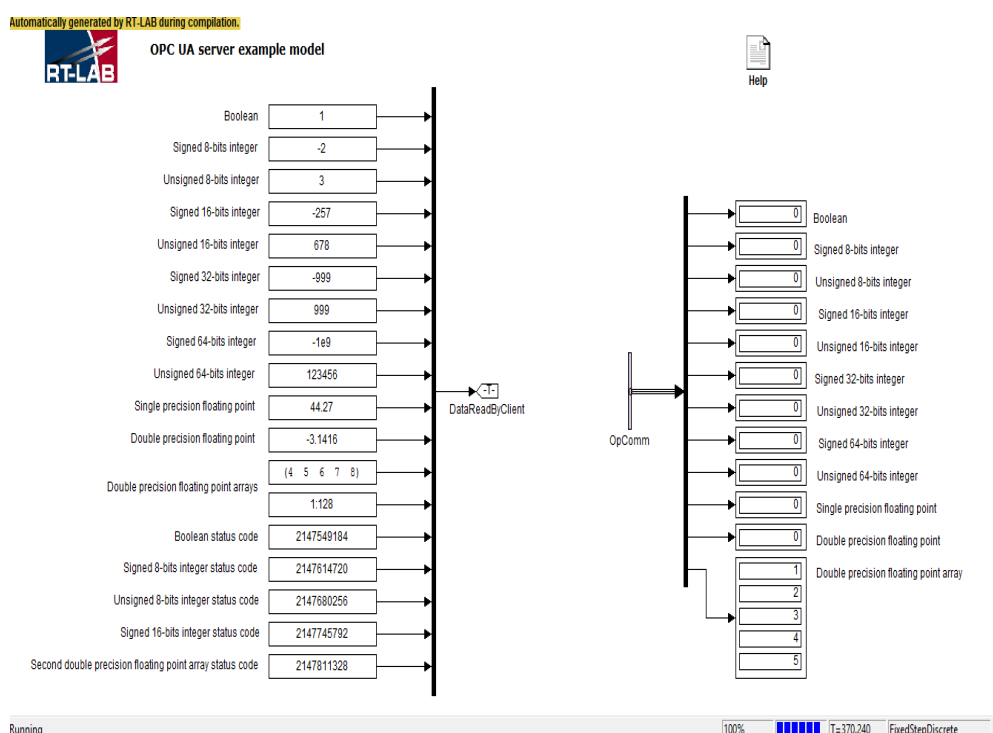 Automatically generated by RT-LAB during compilation.
RT-LAB
OPC UA server example model
Help
Boolean 1
Signed 8-bits integer -2
Unsigned 8-bits integer 3
Signed 16-bits integer -257
Unsigned 16-bits integer 678
Signed 32-bits integer -999
Unsigned 32-bits integer 999
Signed 64-bits integer -1e9
Unsigned 64-bits integer 123456
Single precision floating point 44.27
Double precision floating point -3.1416
Double precision floating point arrays
(4 5 6 7 8)
1:128
Boolean status code 2147549184
Signed 8-bits integer status code 2147614720
Unsigned 8-bits integer status code 2147680256
Signed 16-bits integer status code 2147745792
Second double precision floating point array status code 2147811328
-T-
DataReadByClient
OpComm
0 Boolean
0 Signed 8-bits integer
0 Unsigned 8-bits integer
0 Signed 16-bits integer
0 Unsigned 16-bits integer
0 Signed 32-bits integer
0 Unsigned 32-bits integer
0 Signed 64-bits integer
0 Unsigned 64-bits integer
0 Single precision floating point
0 Double precision floating point
1 Double precision floating point array
2
3
4
5
Running 100% T=370.240 FixedStepDiscrete